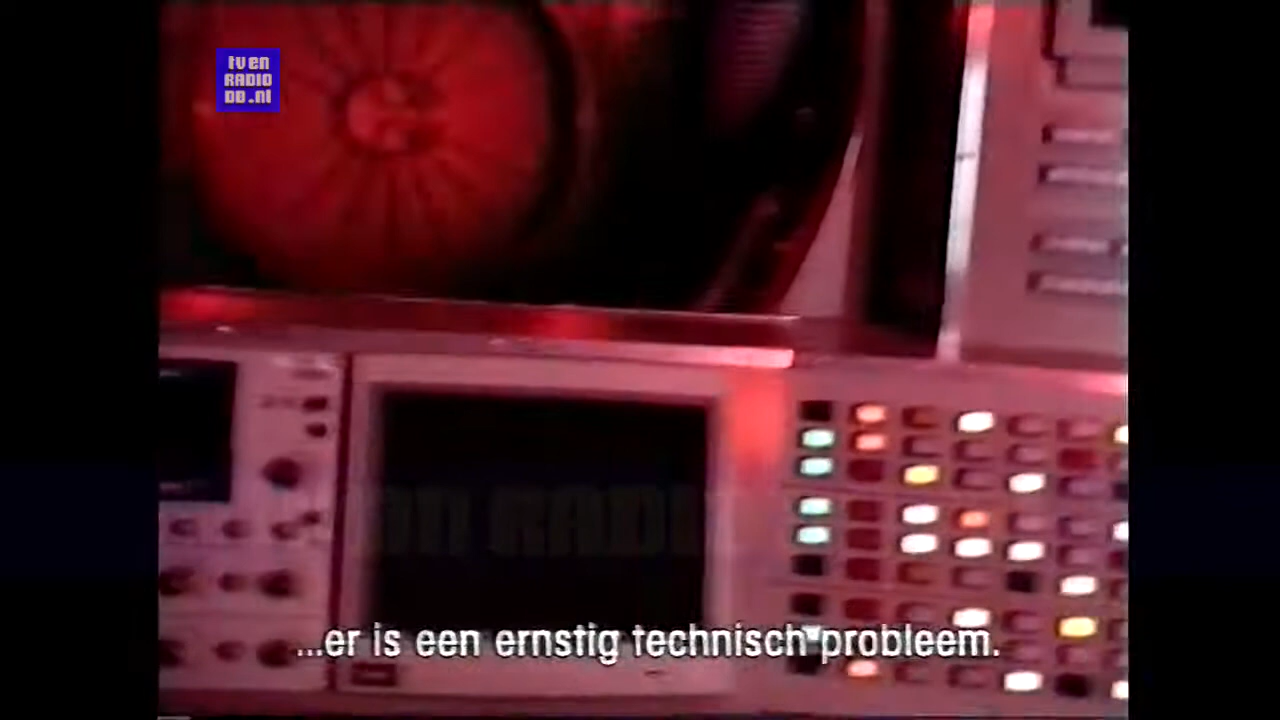 tv en
RADIO
DB.nl
...er is een ernstig technisch probleem.